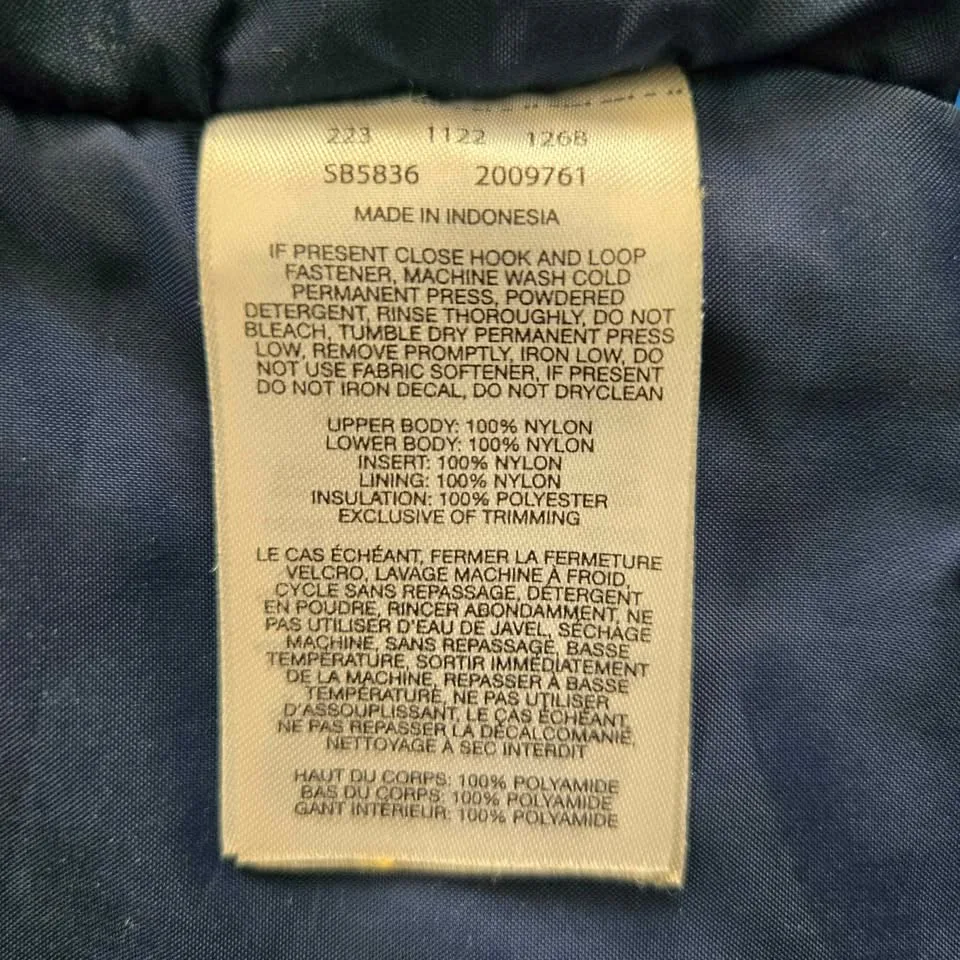 223 1122 1268
SB5836 2009761
MADE IN INDONESIA
IF PRESENT CLOSE HOOK AND LOOP
FASTENER, MACHINE WASH COLD
PERMANENT PRESS, POWDERED
DETERGENT, RINSE THOROUGHLY, DO NOT
BLEACH, TUMBLE DRY PERMANENT PRESS
LOW, REMOVE PROMPTLY, IRON LOW, DO
NOT USE FABRIC SOFTENER, IF PRESENT
DO NOT IRON DECAL, DO NOT DRYCLEAN
UPPER BODY: 100% NYLON
LOWER BODY: 100% NYLON
INSERT: 100% NYLON
LINING: 100% NYLON
INSULATION: 100% POLYESTER
EXCLUSIVE OF TRIMMING
LE CAS ÉCHÉANT, FERMER LA FERMETURE
VELCRO, LAVAGE MACHINE À FROID,
CYCLE SANS REPASSAGE, DÉTERGENT
EN POUDRE, RINCER ABONDAMMENT, NE
PAS UTILISER D'EAU DE JAVEL, SÉCHAGE
MACHINE, SANS REPASSAGE, BASSE
TEMPÉRATURE, SORTIR IMMÉDIATEMENT
DE LA MACHINE, REPASSER À BASSE
TEMPÉRATURE, NE PAS UTILISER
D'ASSOUPLISSANT, LE CAS ÉCHÉANT,
NE PAS REPASSER LA DÉCALCOMANIE,
NETTOYAGE À SEC INTERDIT
HAUT DU CORPS: 100% POLYAMIDE
BAS DU CORPS: 100% POLYAMIDE
GANT INTÉRIEUR: 100% POLYAMIDE